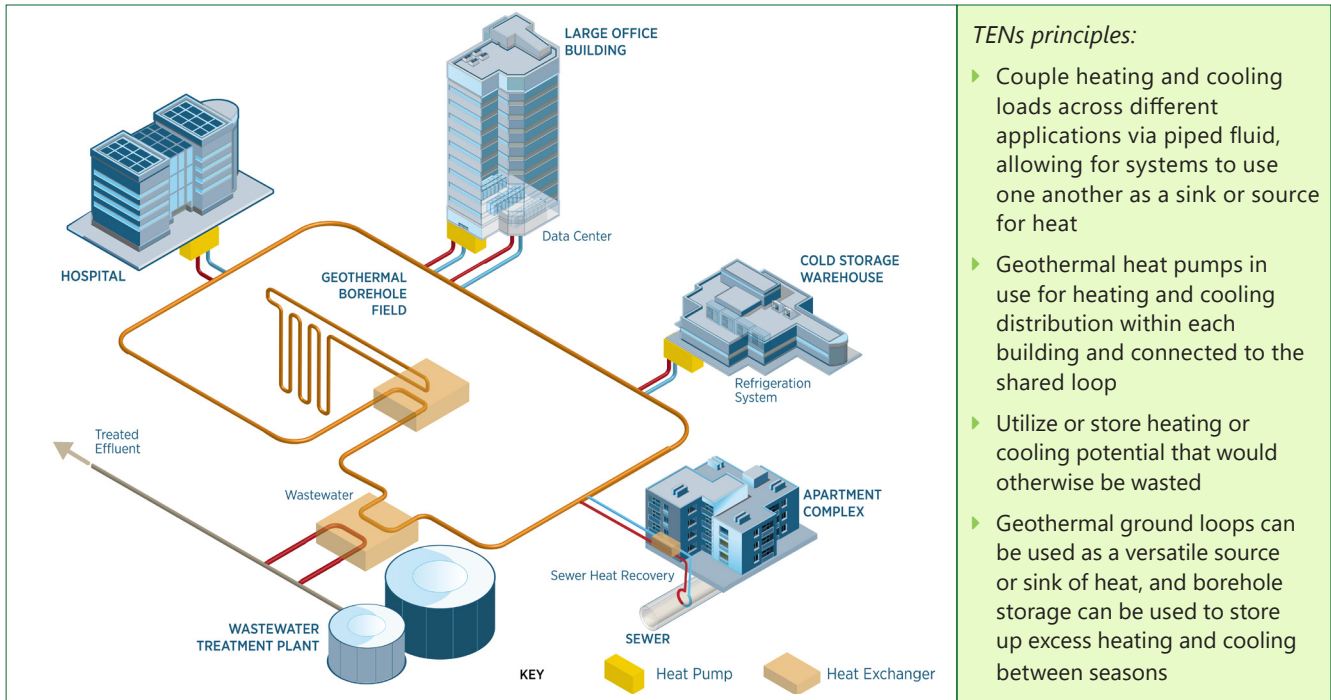 LARGE OFFICE
BUILDING
Data Center
HOSPITAL
GEOTHERMAL
BOREHOLE
FIELD
COLD STORAGE
WAREHOUSE
Refrigeration
System
Treated
Effluent
Wastewater
APARTMENT
COMPLEX
Sewer Heat Recovery
SEWER
WASTEWATER
TREATMENT PLANT
KEY
Heat Pump
Heat Exchanger
TENs principles:
Couple heating and cooling
loads across different
applications via piped fluid,
allowing for systems to use
one another as a sink or source
for heat
Geothermal heat pumps in
use for heating and cooling
distribution within each
building and connected to the
shared loop
Utilize or store heating or
cooling potential that would
otherwise be wasted
Geothermal ground loops can
be used as a versatile source
or sink of heat, and borehole
storage can be used to store
up excess heating and cooling
between seasons